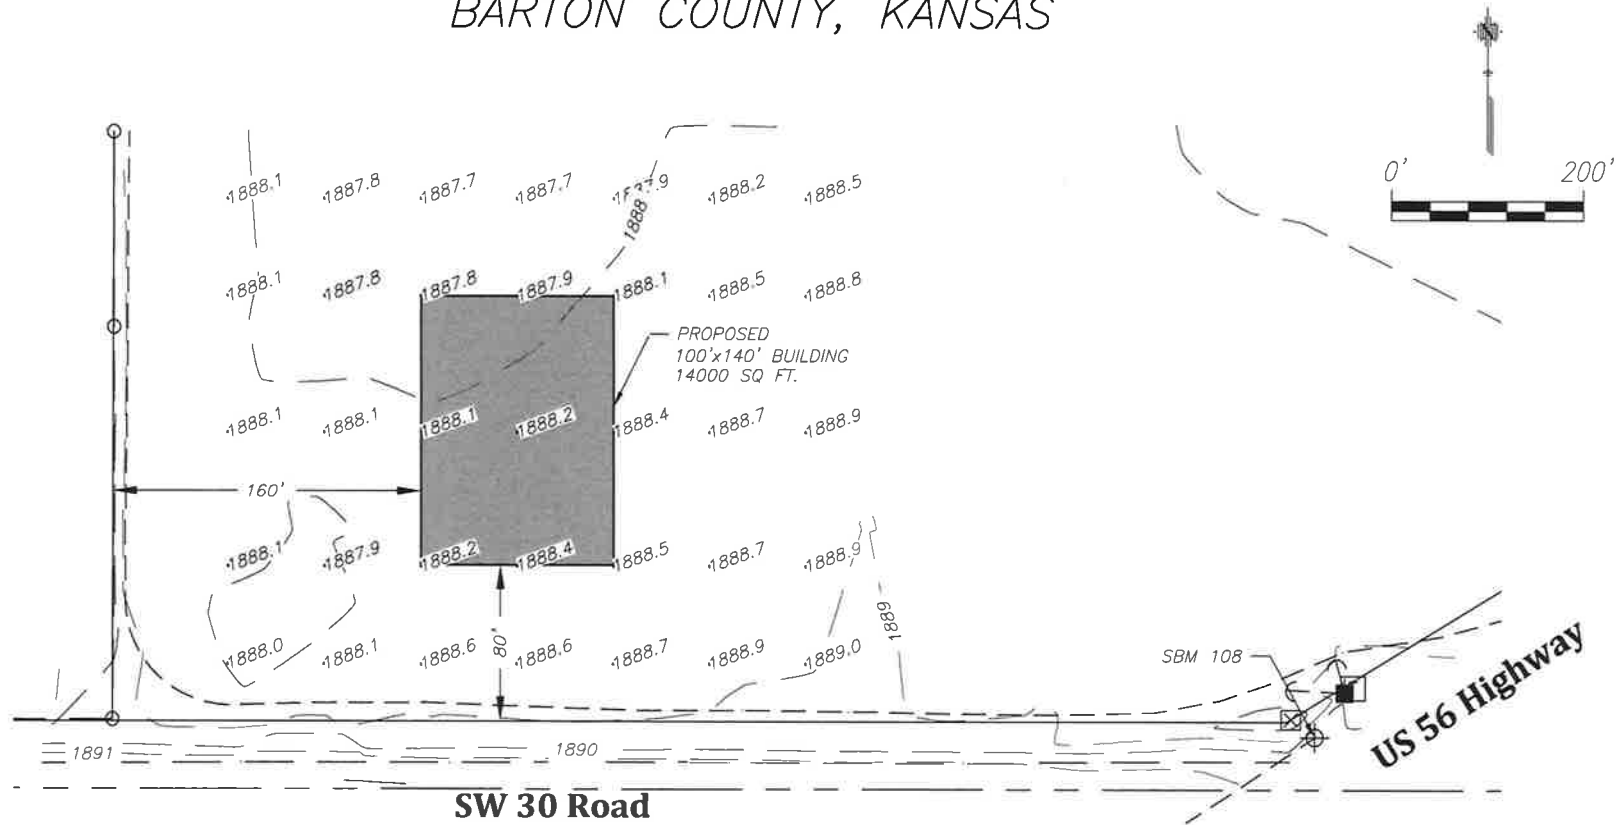 BARTON COUNTY, KANSAS
N
0' 200'
1888.1 1887.8 1887.7 1887.7 1887.9 1888.2 1888.5
1888
1888.1 1887.8 1887.8 1887.9 1888.1 1888.5 1888.8
PROPOSED
100'x140' BUILDING
14000 SQ FT.
1888.1 1888.1 1888.1 1888.2 1888.4 1888.7 1888.9
160'
1888.1 1887.9 1888.2 1888.4 1888.5 1888.7 1888.9
1889
80'
1888.0 1888.1 1888.6 1888.6 1888.7 1888.9 1889.0
SBM 108
US 56 Highway
1891 1890
SW 30 Road